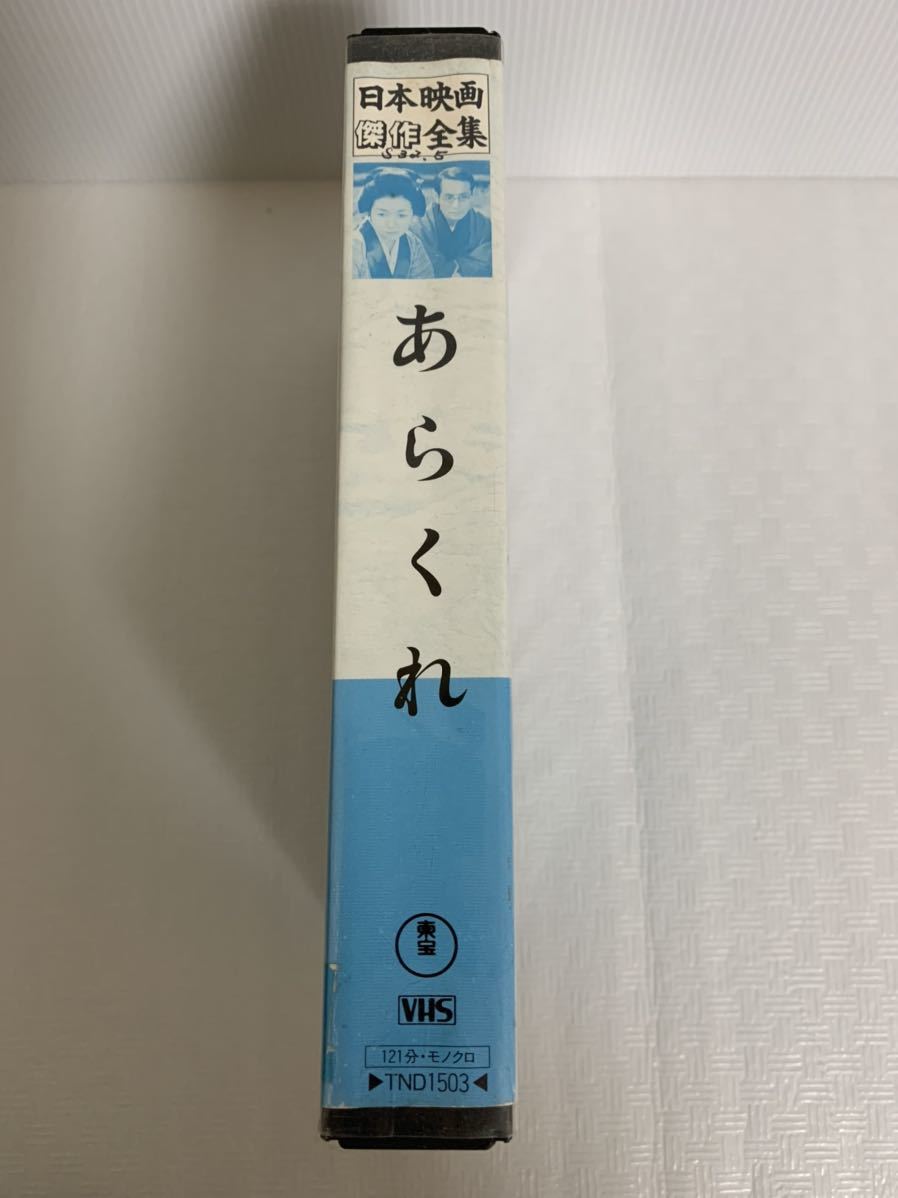 日本映画
傑作全集
S32.5
あらくれ
東宝
VHS
121分・モノクロ
▶TND1503◀